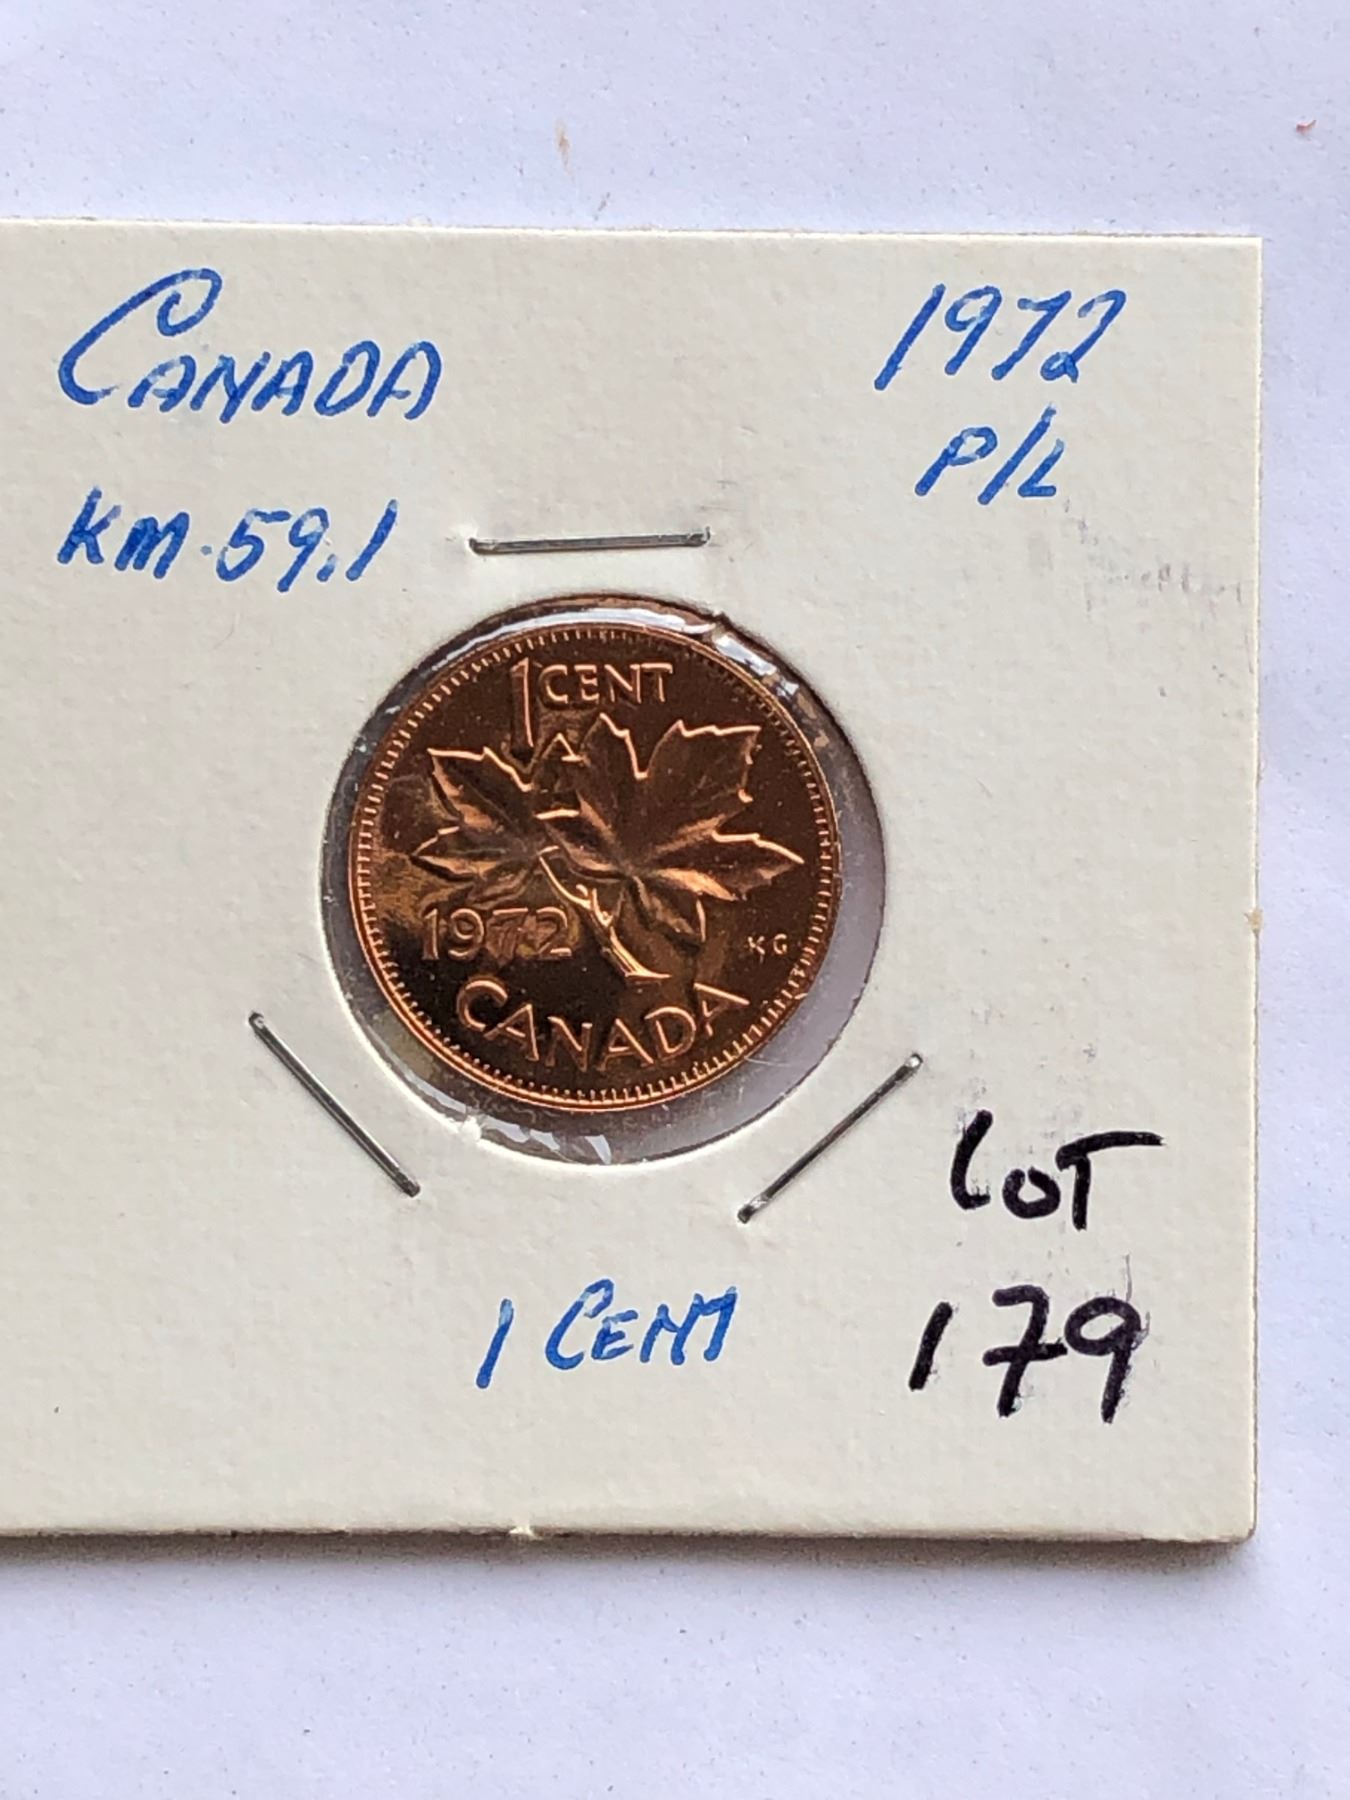 CANADA
1972
P/L
KM-59.1
1 CENT
1972
KG
CANADA
LOT
179
1 CENT